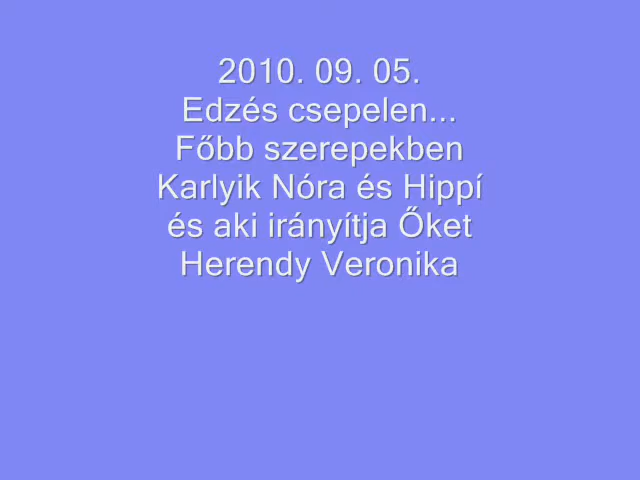 2010. 09. 05.
Edzés csepelen...
Főbb szerepekben
Karlyik Nóra és Hippí
és aki irányítja Őket
Herendy Veronika